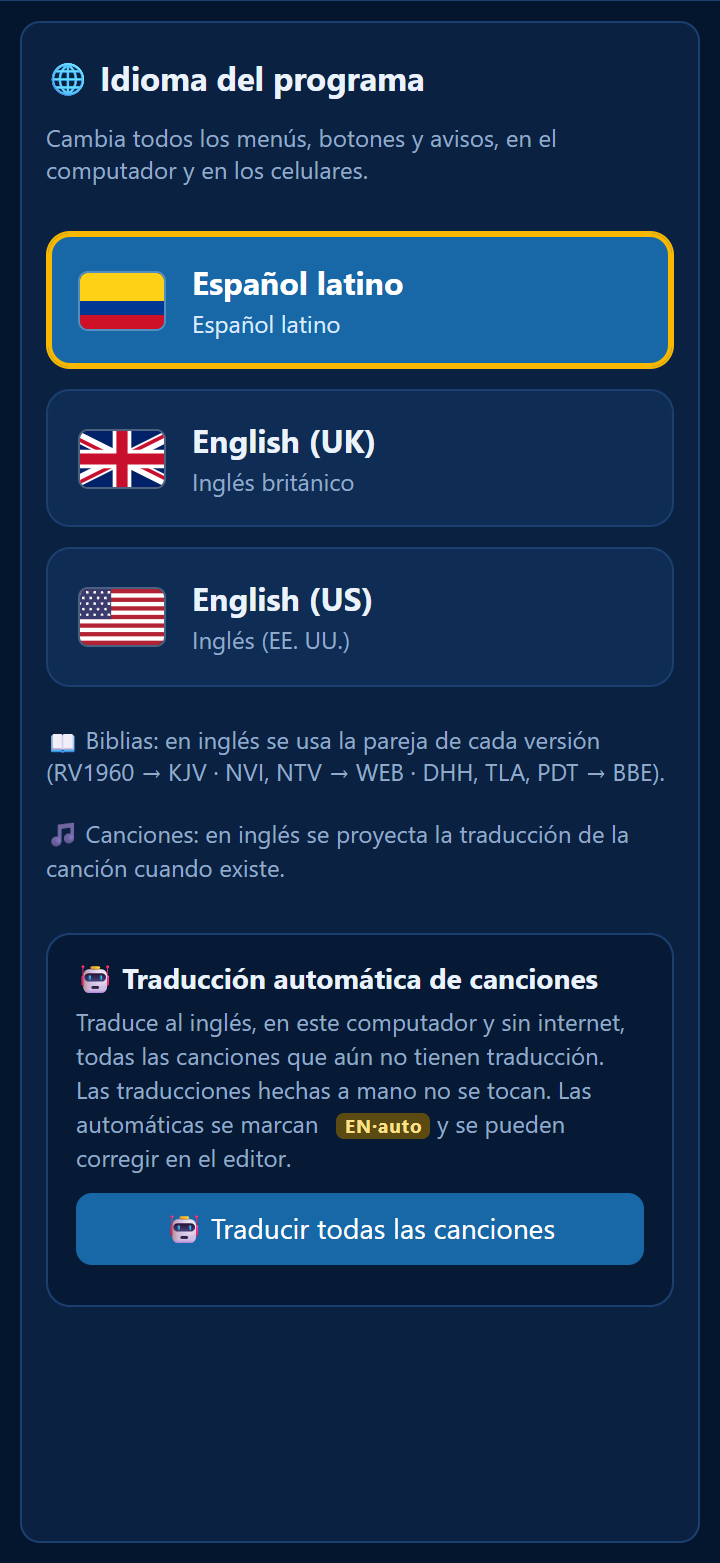 🌐 Idioma del programa
Cambia todos los menús, botones y avisos, en el
computador y en los celulares.
Español latino
Español latino
English (UK)
Inglés británico
English (US)
Inglés (EE. UU.)
📖 Biblias: en inglés se usa la pareja de cada versión
(RV1960 → KJV · NVI, NTV → WEB · DHH, TLA, PDT → BBE).
🎵 Canciones: en inglés se proyecta la traducción de la
canción cuando existe.
🤖 Traducción automática de canciones
Traduce al inglés, en este computador y sin internet,
todas las canciones que aún no tienen traducción.
Las traducciones hechas a mano no se tocan. Las
automáticas se marcan EN·auto y se pueden
corregir en el editor.
🤖 Traducir todas las canciones